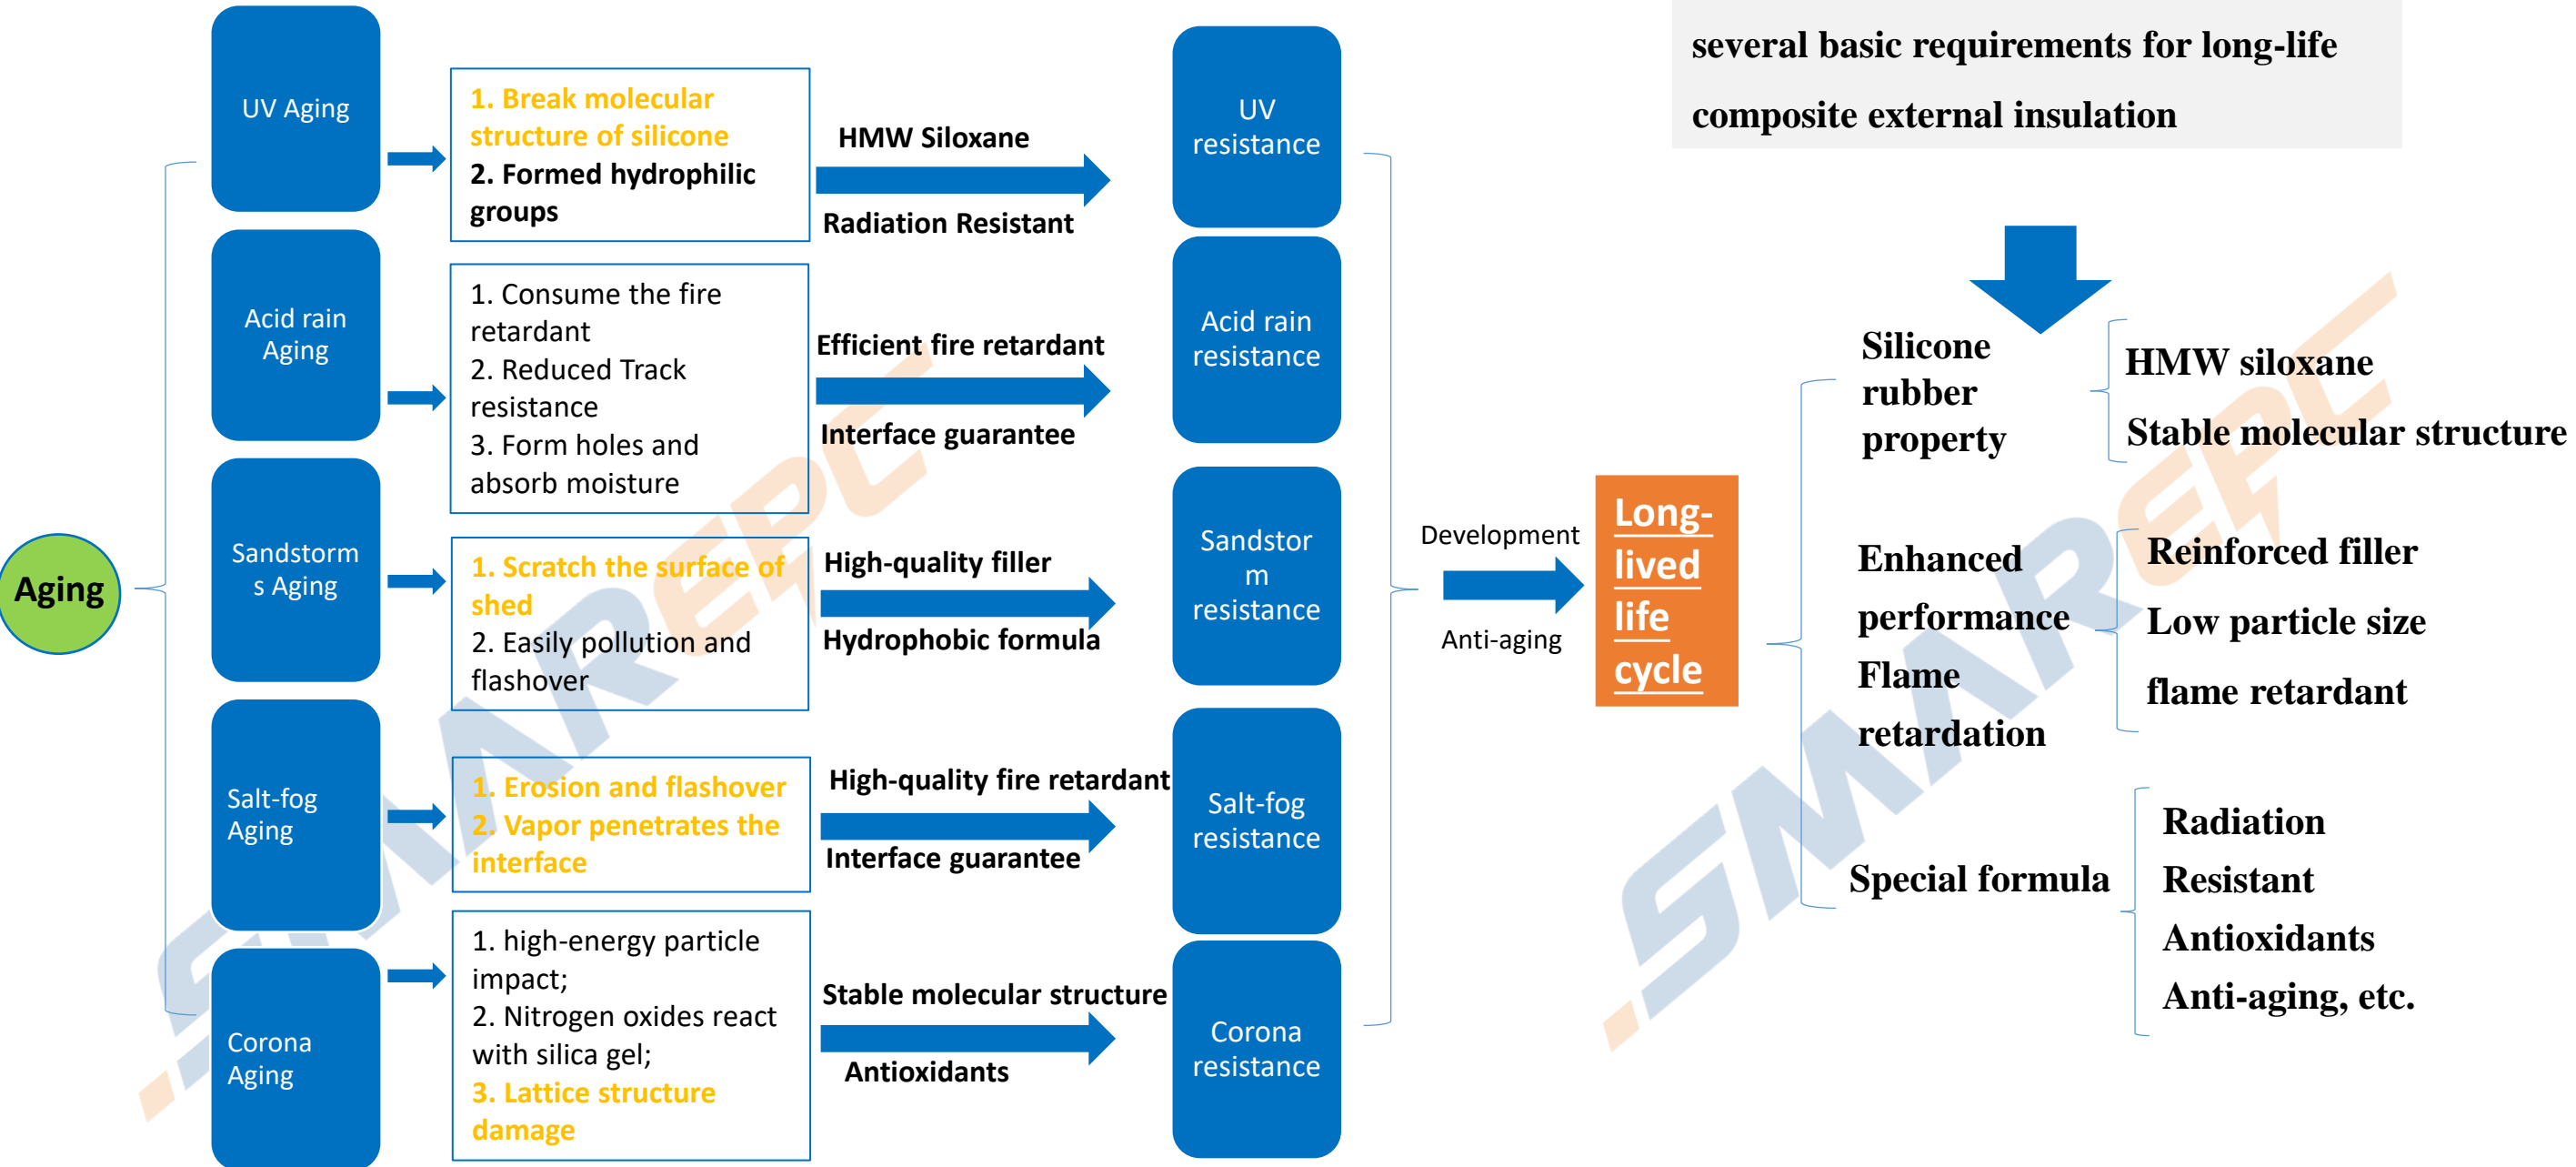 several basic requirements for long-life
composite external insulation
Aging
UV Aging
1. Break molecular
structure of silicone
2. Formed hydrophilic
groups
HMW Siloxane
Radiation Resistant
UV
resistance
Acid rain
Aging
1. Consume the fire
retardant
2. Reduced Track
resistance
3. Form holes and
absorb moisture
Efficient fire retardant
Interface guarantee
Acid rain
resistance
Sandstorm
s Aging
1. Scratch the surface of
shed
2. Easily pollution and
flashover
High-quality filler
Hydrophobic formula
Sandstor
m
resistance
Salt-fog
Aging
1. Erosion and flashover
2. Vapor penetrates the
interface
High-quality fire retardant
Interface guarantee
Salt-fog
resistance
Corona
Aging
1. high-energy particle
impact;
2. Nitrogen oxides react
with silica gel;
3. Lattice structure
damage
Stable molecular structure
Antioxidants
Corona
resistance
Development
Anti-aging
Long-
lived
life
cycle
Silicone
rubber
property
HMW siloxane
Stable molecular structure
Enhanced
performance
Flame
retardation
Reinforced filler
Low particle size
flame retardant
Special formula
Radiation
Resistant
Antioxidants
Anti-aging, etc.
SMAREPC
SMAREPC